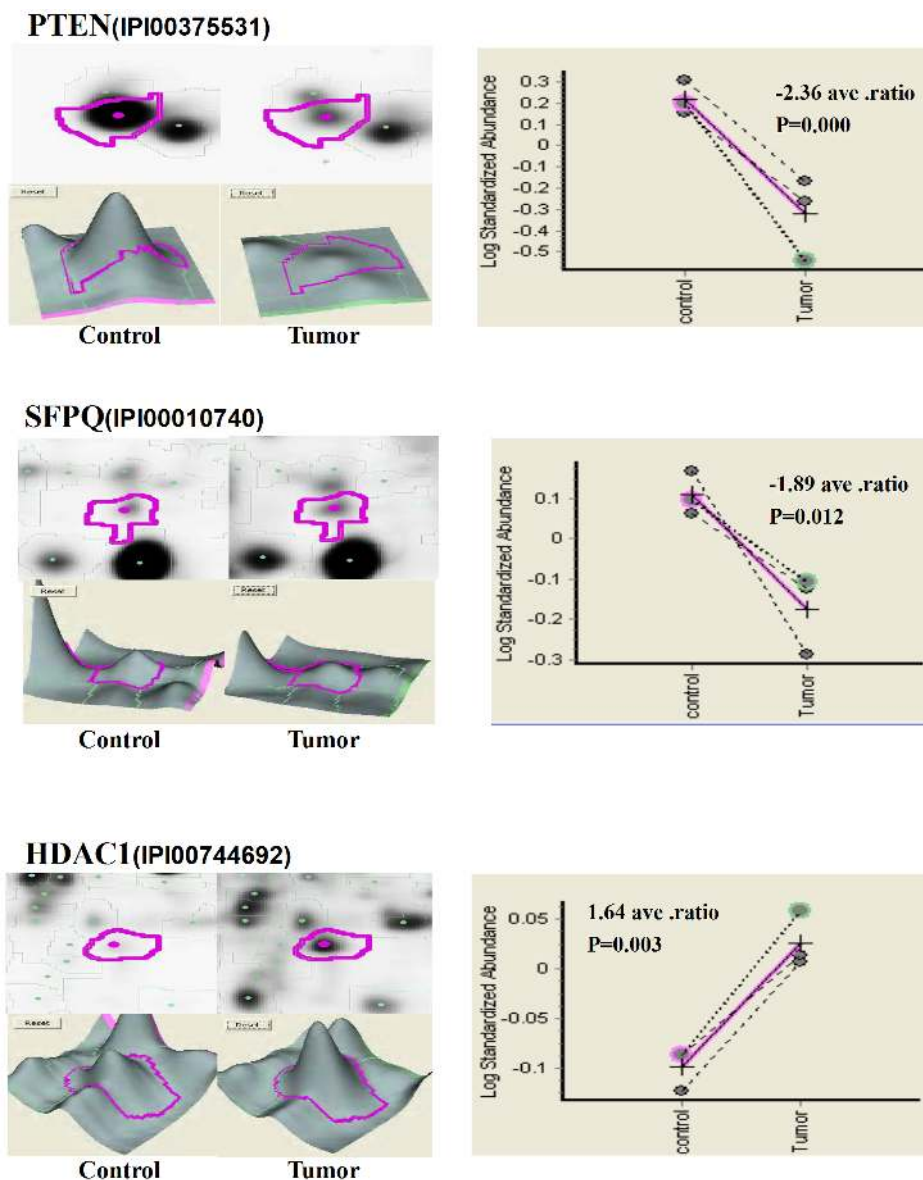 PTEN(IPI00375531)
Reset
Reset
Control
Tumor
Log Standardized Abundance
0.3
0.2
0.1
0
-0.1
-0.2
-0.3
-0.4
-0.5
-2.36 ave .ratio
P=0.000
control
Tumor
SFPQ(IPI00010740)
Reset
Reset
Control
Tumor
Log Standardized Abundance
0.1
0
-0.1
-0.2
-0.3
-1.89 ave .ratio
P=0.012
control
Tumor
HDAC1(IPI00744692)
Reset
Reset
Control
Tumor
Log Standardized Abundance
0.05
0
-0.05
-0.1
1.64 ave .ratio
P=0.003
control
Tumor